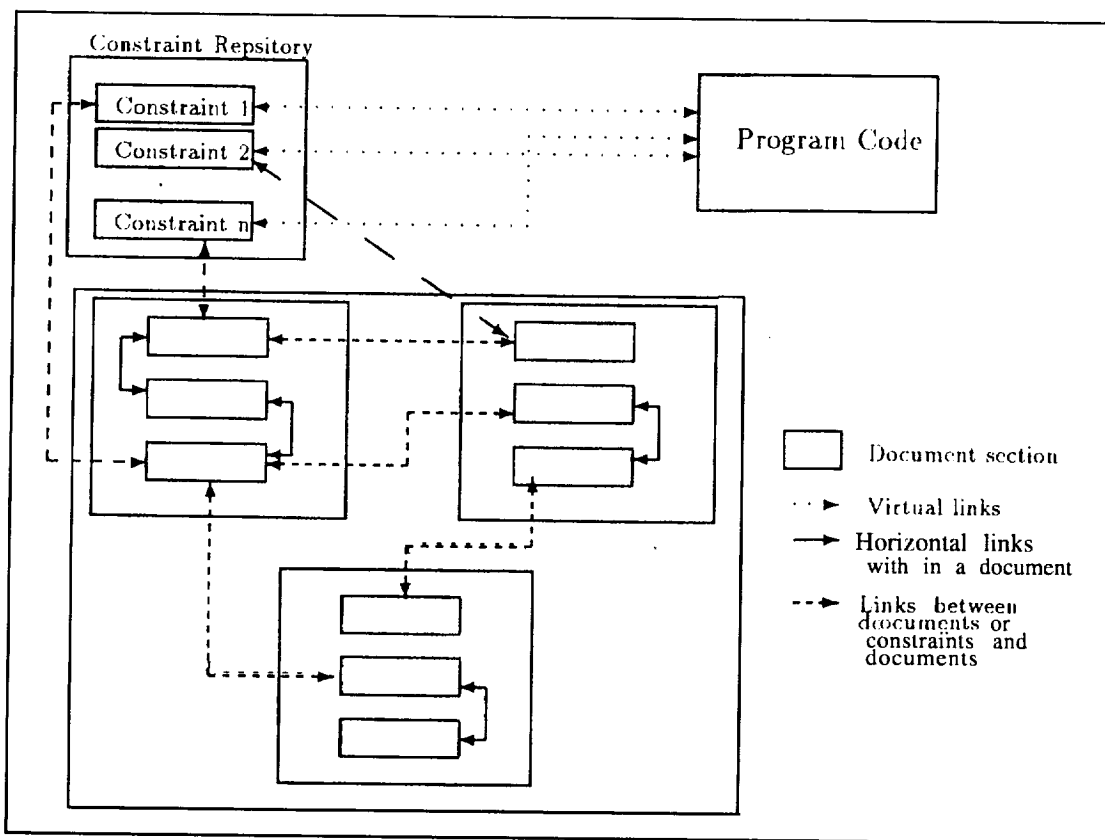 Constraint Repsitory
Constraint 1
Constraint 2
Constraint n
Program Code
Document section
Virtual links
Horizontal links
with in a document
Links between
documents or
constraints and
documents